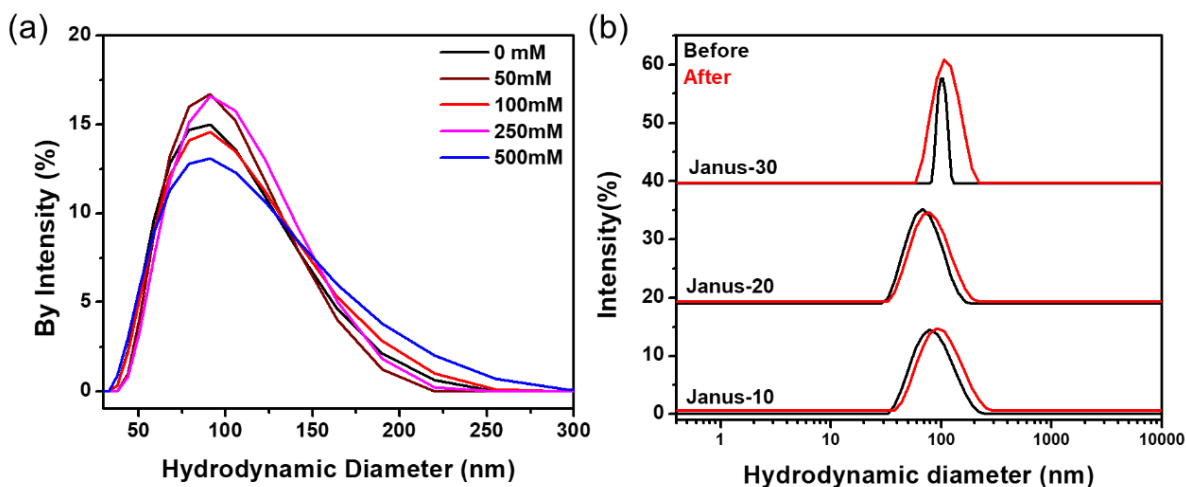 (a)
20
15
10
5
0
By Intensity (%)
0 mM
50mM
100mM
250mM
500mM
50 100 150 200 250 300
Hydrodynamic Diameter (nm)
(b)
Before
After
60
50
40
30
20
10
0
Intensity(%)
Janus-30
Janus-20
Janus-10
1 10 100 1000 10000
Hydrodynamic diameter (nm)